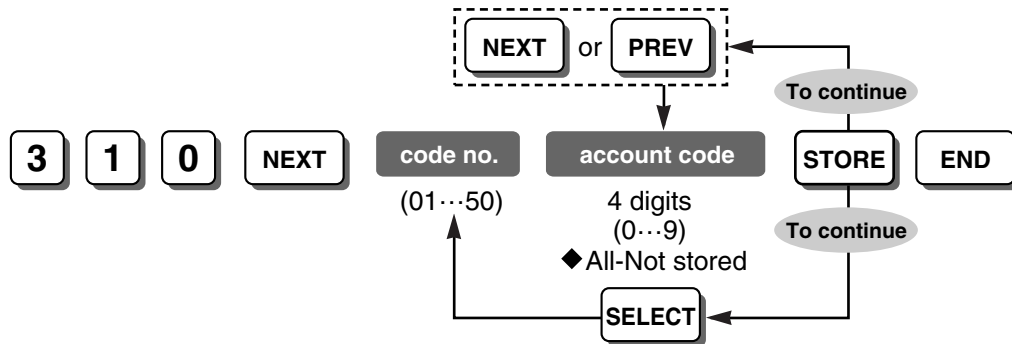 NEXT or PREV
To continue
3 1 0 NEXT code no. account code STORE END
(01···50) 4 digits
(0···9)
To continue
◆All-Not stored
SELECT